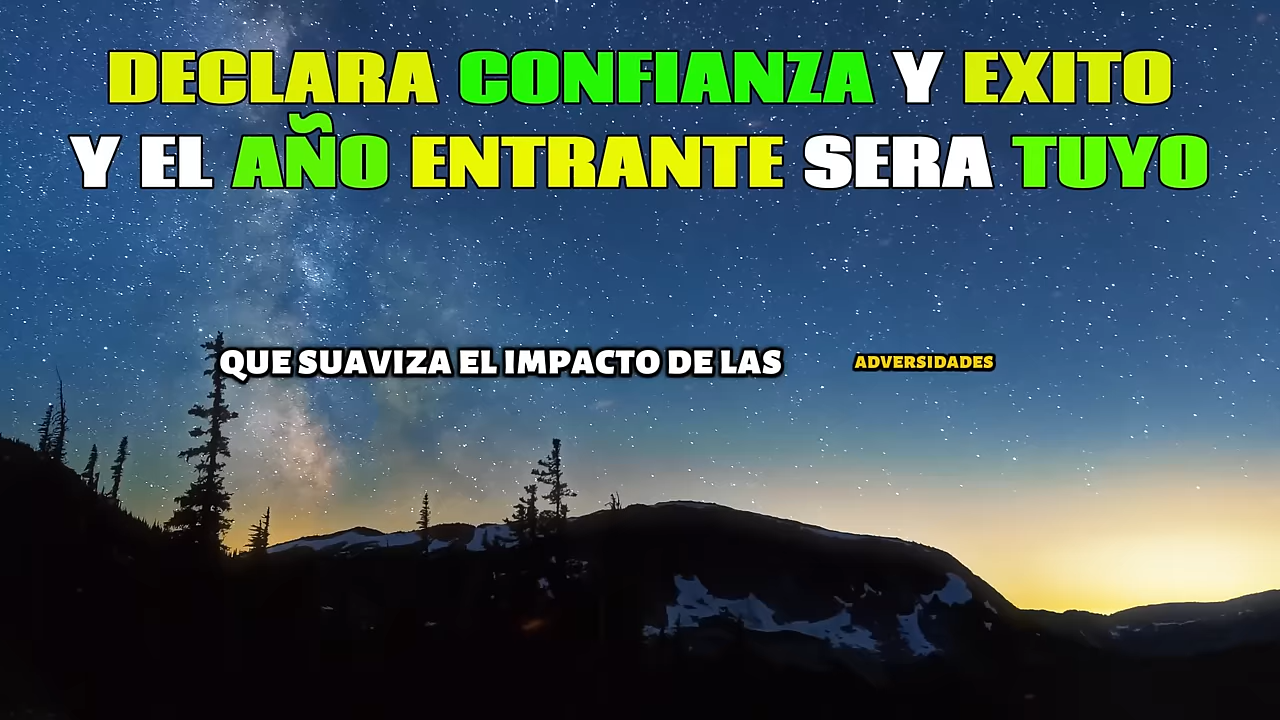 DECLARA CONFIANZA Y EXITO
Y EL AÑO ENTRANTE SERA TUYO
QUE SUAVIZA EL IMPACTO DE LAS ADVERSIDADES